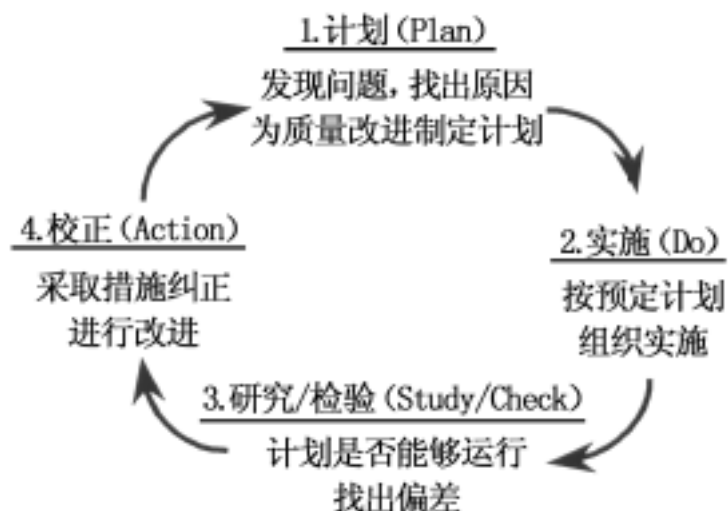 1.计划(Plan)
发现问题,找出原因
为质量改进制定计划
2.实施(Do)
按预定计划
组织实施
3.研究/检验(Study/Check)
计划是否能够运行
找出偏差
4.校正(Action)
采取措施纠正
进行改进